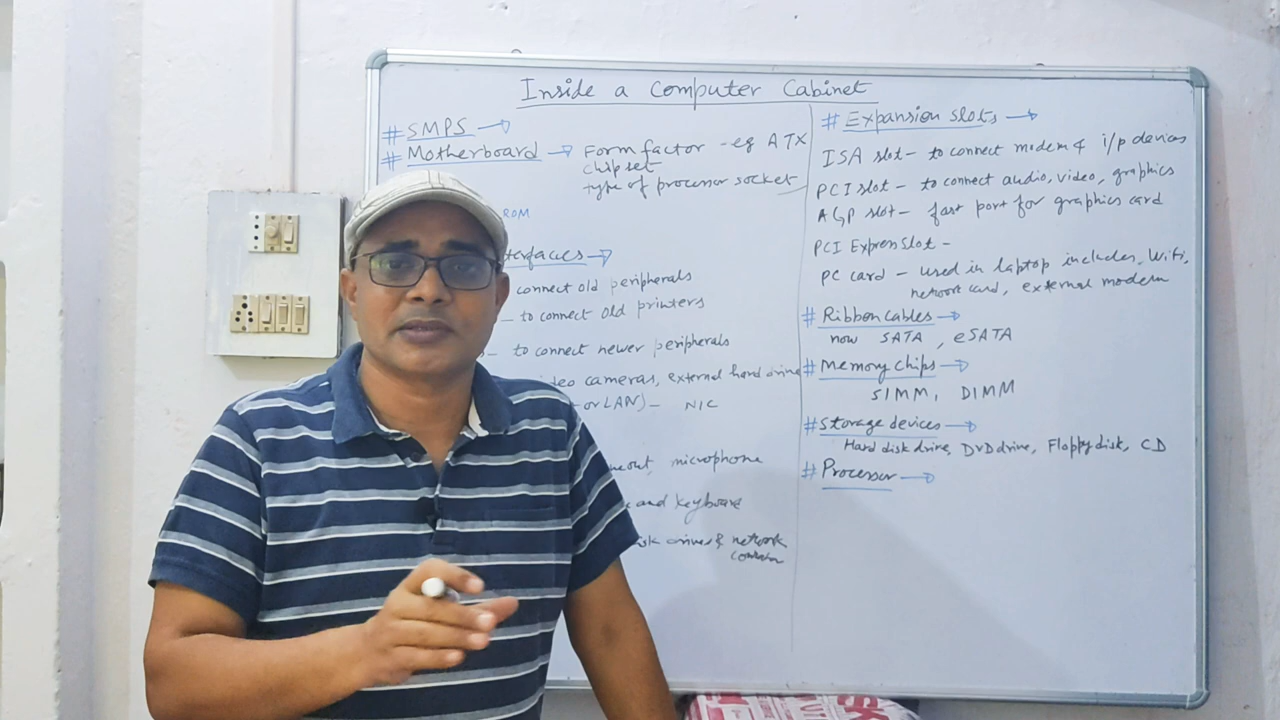 Inside a Computer Cabinet
# SMPS →
# Motherboard → Form factor - eg ATX
chipset
type of processor socket
ROM
terfaces →
connect old peripherals
- to connect old printers
- to connect newer peripherals
deo cameras, external hard drive
or LAN) - NIC
neout, microphone
and keyboard
isk drives & network
# Expansion slots →
ISA slot - to connect modem & i/p devices
PCI slot - to connect audio, video, graphics
AGP slot - fast port for graphics card
PCI Express slot -
PC card - used in laptop includes, Wifi,
network card, external modem
# Ribbon cables →
now SATA, eSATA
# Memory chips →
SIMM, DIMM
# Storage devices →
Hard disk drive, DVD drive, Floppy disk, CD
# Processor →